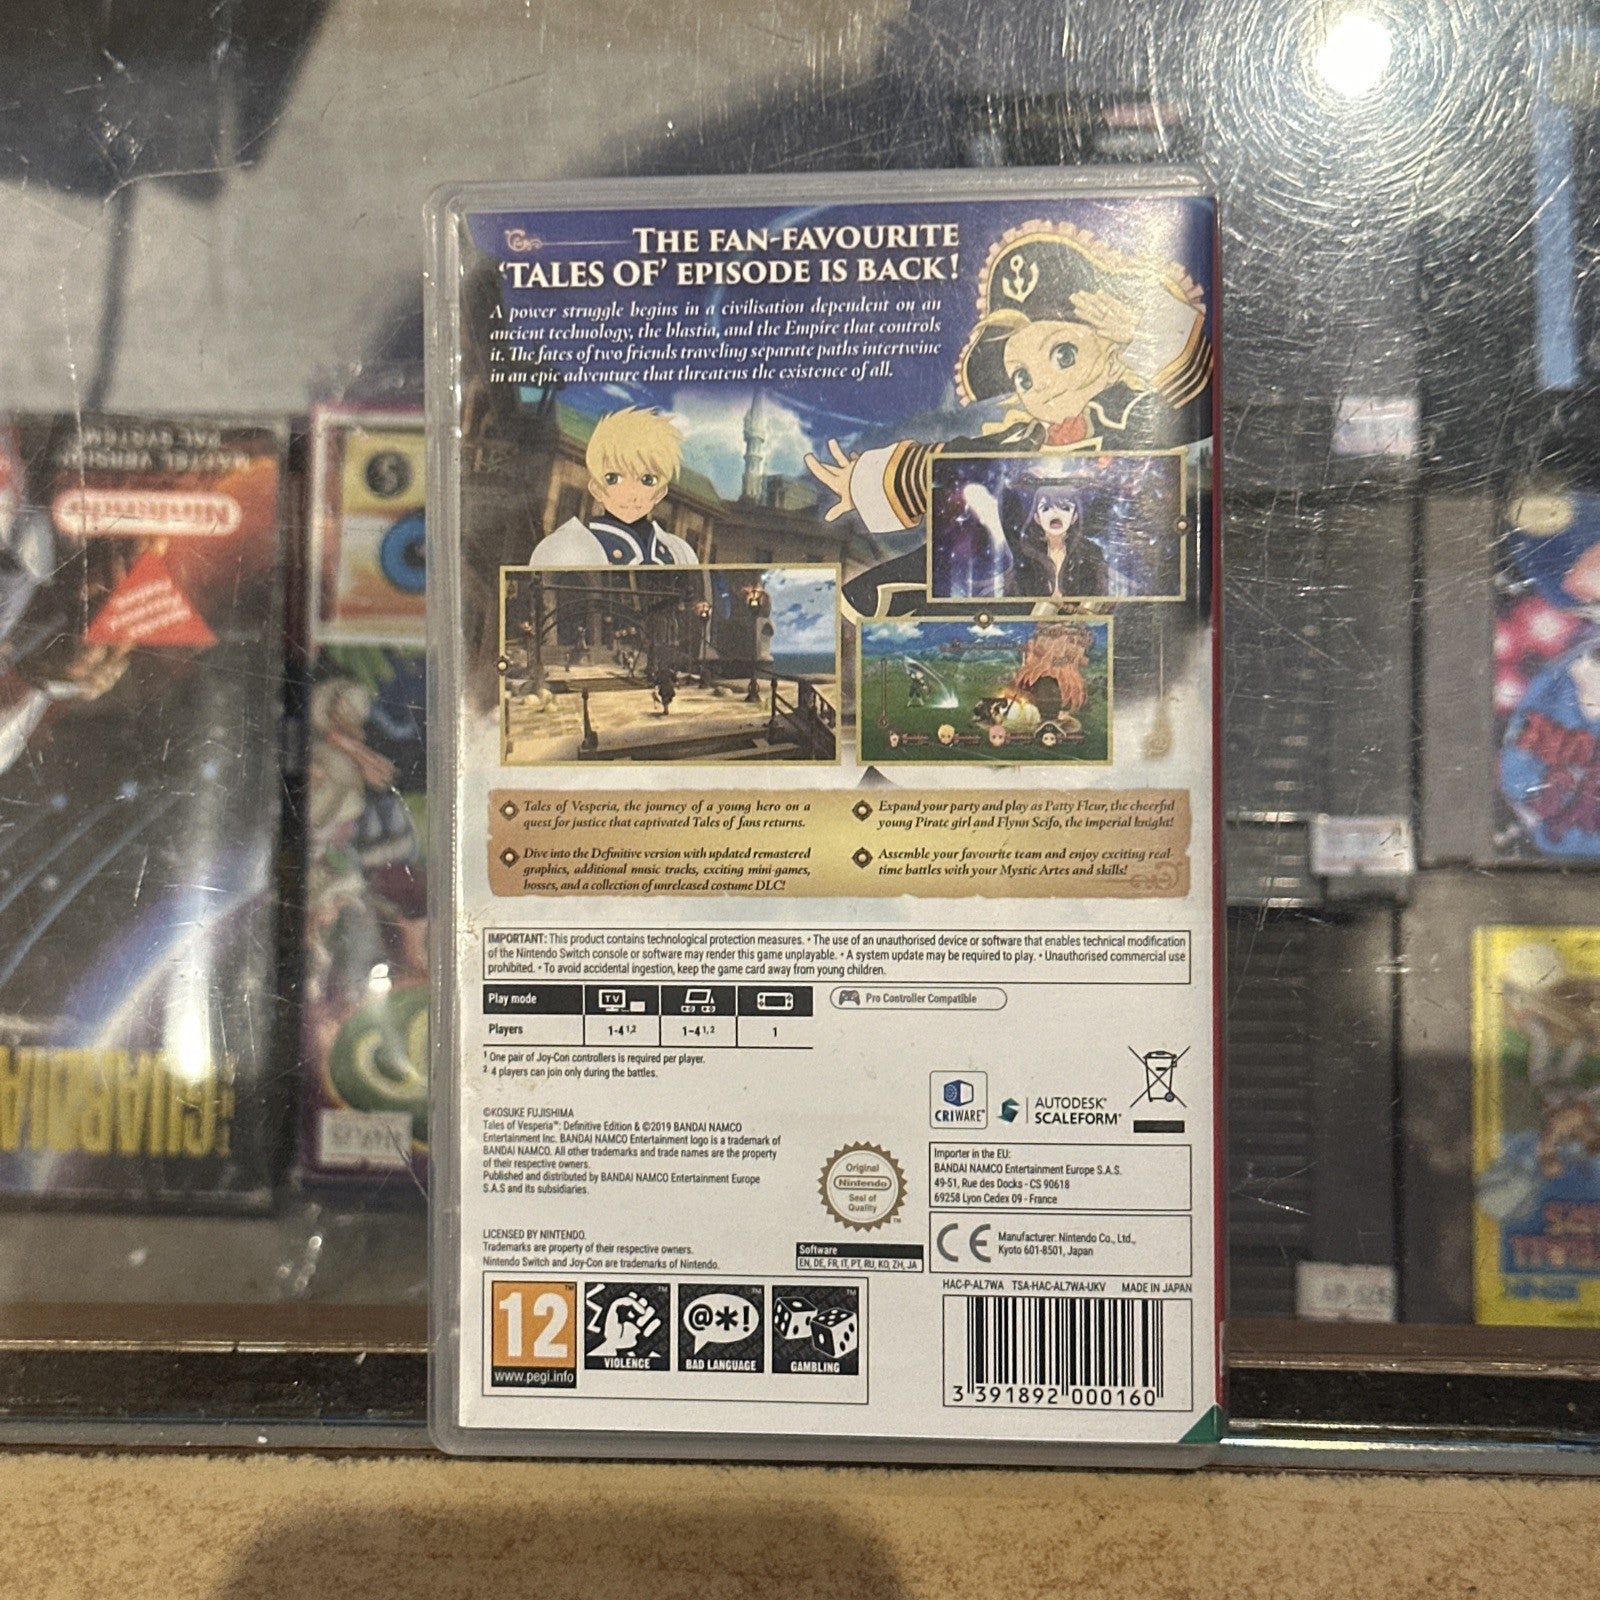 THE FAN-FAVOURITE
'TALES OF' EPISODE IS BACK!
A power struggle begins in a civilisation dependent on an
ancient technology, the blastia, and the Empire that controls
it. The fates of two friends traveling separate paths intertwine
in an epic adventure that threatens the existence of all.
Tales of Vesperia, the journey of a young hero on a
quest for justice that captivated Tales of fans returns.
Dive into the Definitive version with updated remastered
graphics, additional music tracks, exciting mini-games,
bosses, and a collection of unreleased costume DLC!
Expand your party and play as Patty Fleur, the cheerful
young Pirate girl and Flynn Scifo, the imperial knight!
Assemble your favourite team and enjoy exciting real-
time battles with your Mystic Artes and skills!
IMPORTANT: This product contains technological protection measures. • The use of an unauthorised device or software that enables technical modification
of the Nintendo Switch console or software may render this game unplayable. • A system update may be required to play. • Unauthorised commercial use
prohibited. • To avoid accidental ingestion, keep the game card away from young children.
Play mode TV
Players 1-4 1,2 1-4 1,2 1
Pro Controller Compatible
1 One pair of Joy-Con controllers is required per player.
2 4 players can join only during the battles.
©KOSUKE FUJISHIMA
Tales of Vesperia™: Definitive Edition & ©2019 BANDAI NAMCO
Entertainment Inc. BANDAI NAMCO Entertainment logo is a trademark of
BANDAI NAMCO. All other trademarks and trade names are the property
of their respective owners.
Published and distributed by BANDAI NAMCO Entertainment Europe
S.A.S and its subsidiaries.
LICENSED BY NINTENDO.
Trademarks are property of their respective owners.
Nintendo Switch and Joy-Con are trademarks of Nintendo.
CRIWARE™
AUTODESK®
SCALEFORM®
Original
Nintendo
Seal of
Quality
TM
Software
EN, DE, FR, IT, PT, RU, KO, ZH, JA
Importer in the EU:
BANDAI NAMCO Entertainment Europe S.A.S.
49-51, Rue des Docks - CS 90618
69258 Lyon Cedex 09 - France
CE
Manufacturer: Nintendo Co., Ltd.,
Kyoto 601-8501, Japan
HAC-P-AL7WA TSA-HAC-AL7WA-UKV MADE IN JAPAN
12
www.pegi.info
VIOLENCE
@*!
BAD LANGUAGE
GAMBLING
3 391892 000160
MATTEL VERSION
PAL SYSTEM
Nintendo